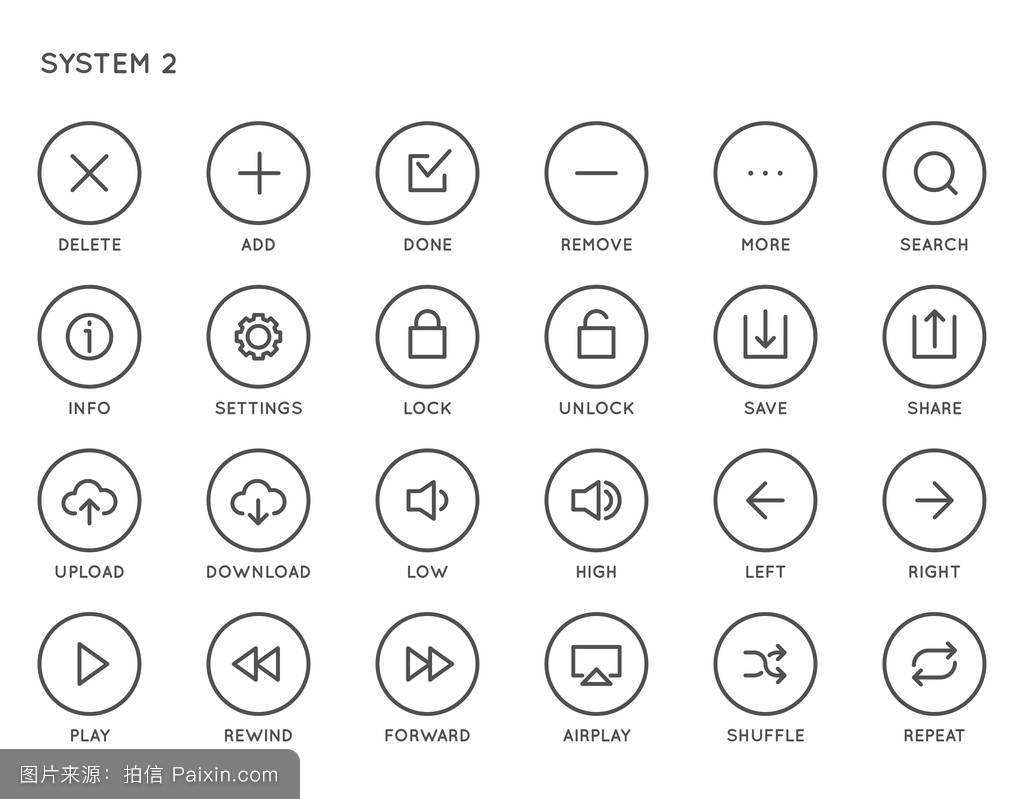 SYSTEM 2
DELETE ADD DONE REMOVE MORE SEARCH
INFO SETTINGS LOCK UNLOCK SAVE SHARE
UPLOAD DOWNLOAD LOW HIGH LEFT RIGHT
PLAY REWIND FORWARD AIRPLAY SHUFFLE REPEAT
图片来源：拍信 Paixin.com